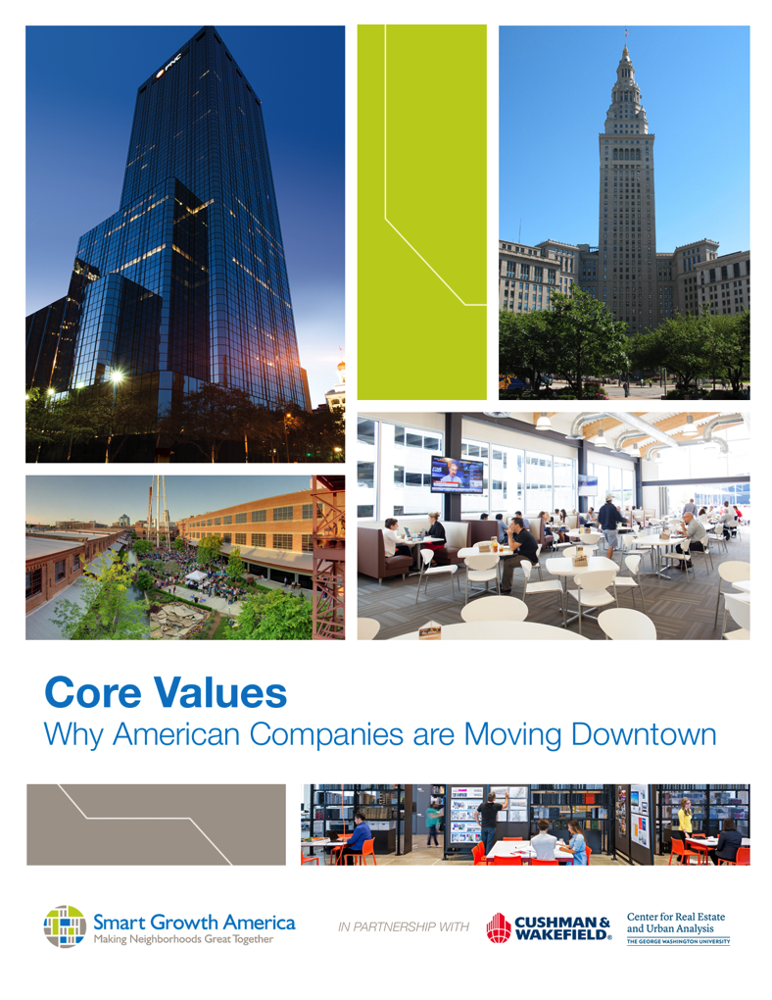 PNC
Core Values
Why American Companies are Moving Downtown
Smart Growth America
Making Neighborhoods Great Together
IN PARTNERSHIP WITH
CUSHMAN &
WAKEFIELD®
Center for Real Estate
and Urban Analysis
THE GEORGE WASHINGTON UNIVERSITY